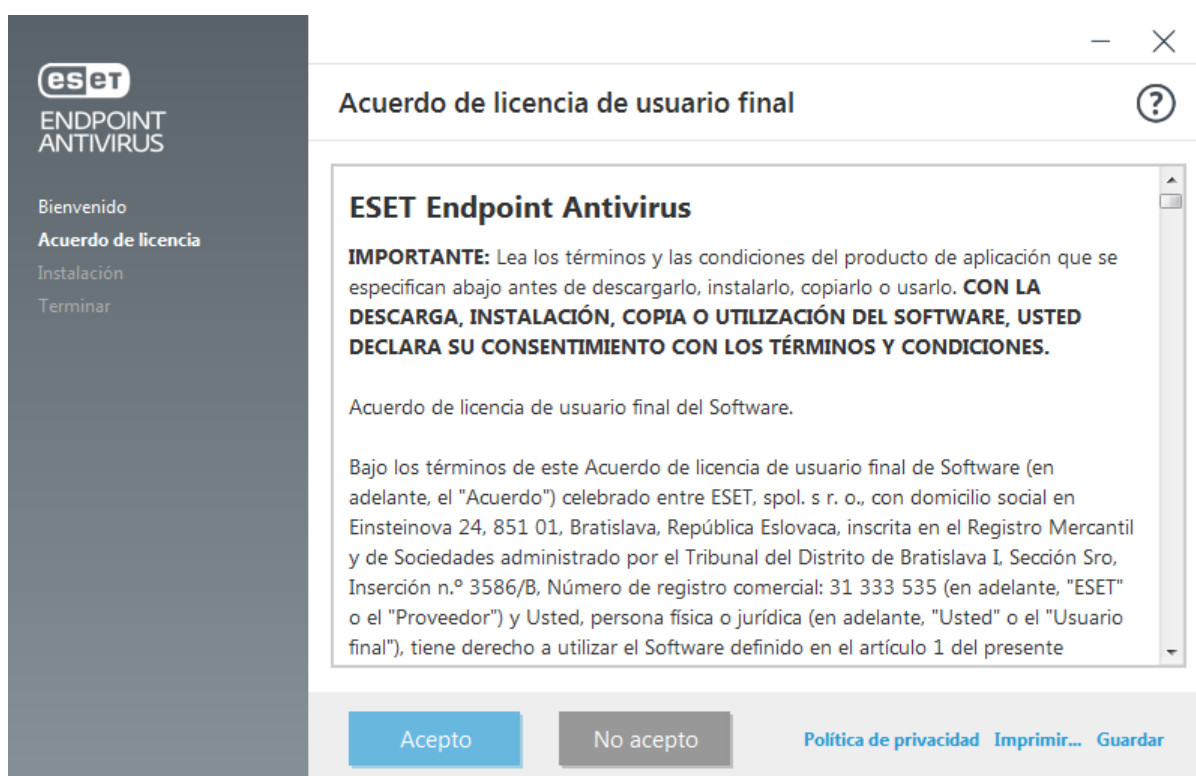 eset
ENDPOINT
ANTIVIRUS
Bienvenido
Acuerdo de licencia
Instalación
Terminar
Acuerdo de licencia de usuario final
?
ESET Endpoint Antivirus
IMPORTANTE: Lea los términos y las condiciones del producto de aplicación que se
especifican abajo antes de descargarlo, instalarlo, copiarlo o usarlo. CON LA
DESCARGA, INSTALACIÓN, COPIA O UTILIZACIÓN DEL SOFTWARE, USTED
DECLARA SU CONSENTIMIENTO CON LOS TÉRMINOS Y CONDICIONES.
Acuerdo de licencia de usuario final del Software.
Bajo los términos de este Acuerdo de licencia de usuario final de Software (en
adelante, el "Acuerdo") celebrado entre ESET, spol. s r. o., con domicilio social en
Einsteinova 24, 851 01, Bratislava, República Eslovaca, inscrita en el Registro Mercantil
y de Sociedades administrado por el Tribunal del Distrito de Bratislava I, Sección Sro,
Inserción n.º 3586/B, Número de registro comercial: 31 333 535 (en adelante, "ESET"
o el "Proveedor") y Usted, persona física o jurídica (en adelante, "Usted" o el "Usuario
final"), tiene derecho a utilizar el Software definido en el artículo 1 del presente
Acepto
No acepto
Política de privacidad Imprimir... Guardar